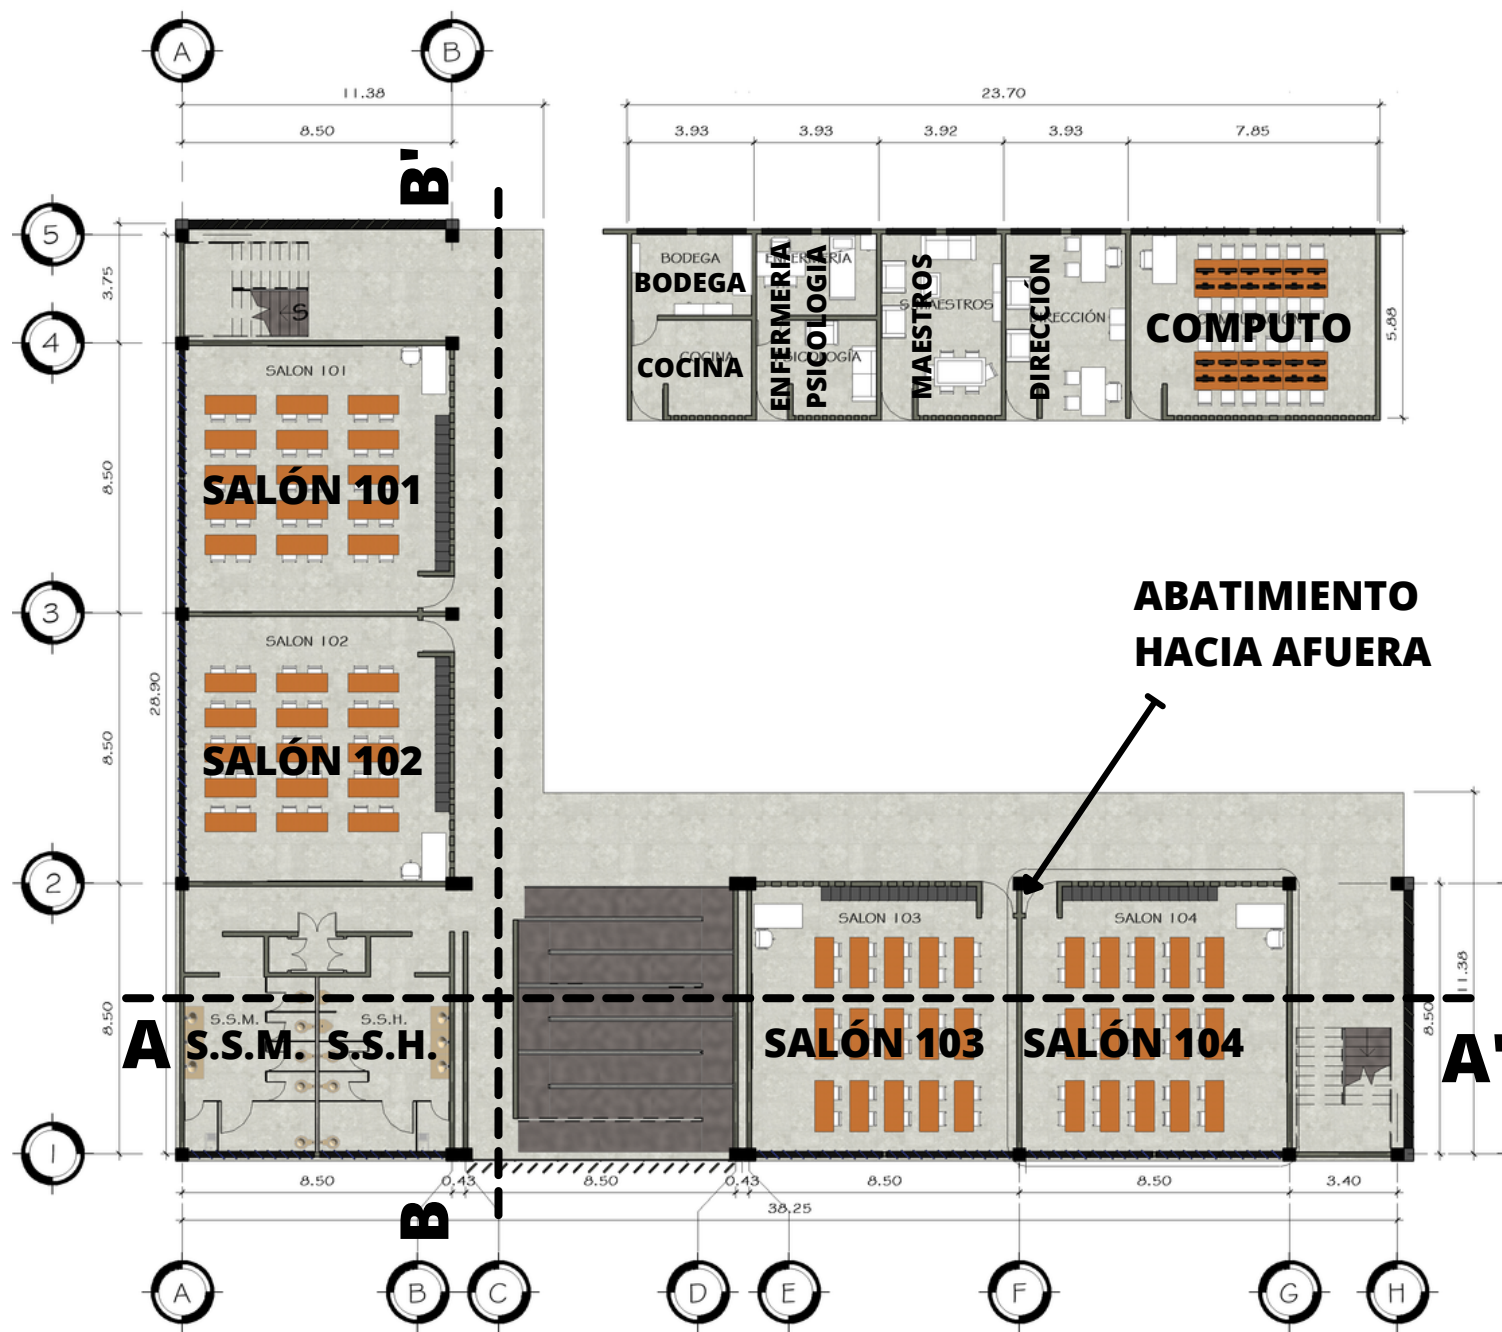 A
B
11.38
8.50
B'
23.70
3.93
3.93
3.92
3.93
7.85
5
4
3
2
1
3.75
8.50
8.50
8.50
28.90
S
BODEGA
BODEGA
COCINA
COCINA
ENFERMERÍA
ENFERMERIA
PSICOLOGIA
PSICOLOGÍA
S.MAESTROS
MAESTROS
DIRECCIÓN
DIRECCIÓN
COMPUTO
5.88
SALON 101
SALÓN 101
SALON 102
SALÓN 102
ABATIMIENTO
HACIA AFUERA
SALON 103
SALÓN 103
SALON 104
SALÓN 104
S.S.M.
S.S.H.
S.S.M.
S.S.H.
A
A'
11.38
8.50
8.50
0.43
8.50
0.43
8.50
8.50
3.40
38.25
B
A
B
C
D
E
F
G
H